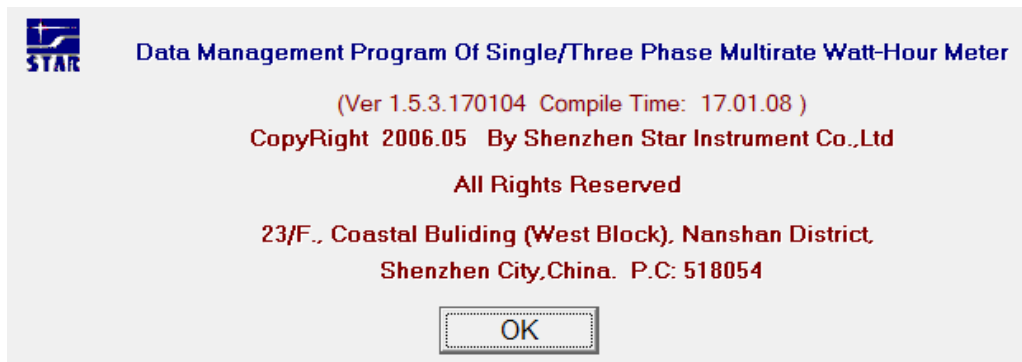 STAR
Data Management Program Of Single/Three Phase Multirate Watt-Hour Meter
(Ver 1.5.3.170104 Compile Time: 17.01.08 )
CopyRight 2006.05 By Shenzhen Star Instrument Co.,Ltd
All Rights Reserved
23/F., Coastal Buliding (West Block), Nanshan District,
Shenzhen City,China. P.C: 518054
OK